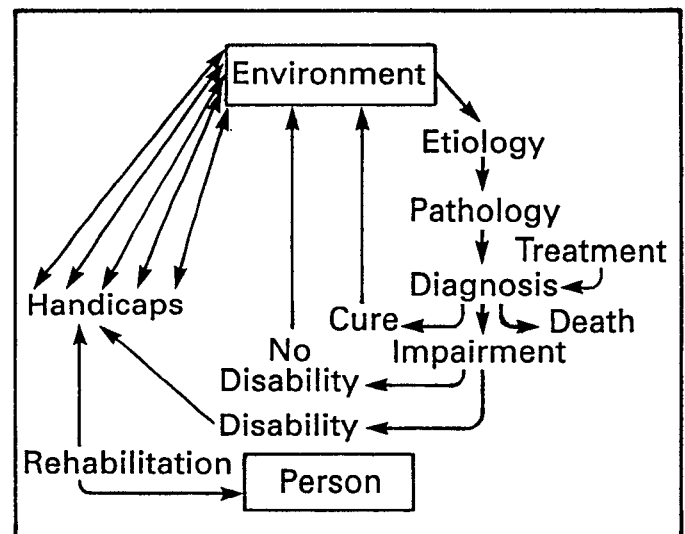 Environment
Etiology
Pathology
Treatment
Diagnosis
Handicaps
Cure
Death
No
Disability
Impairment
Disability
Rehabilitation
Person